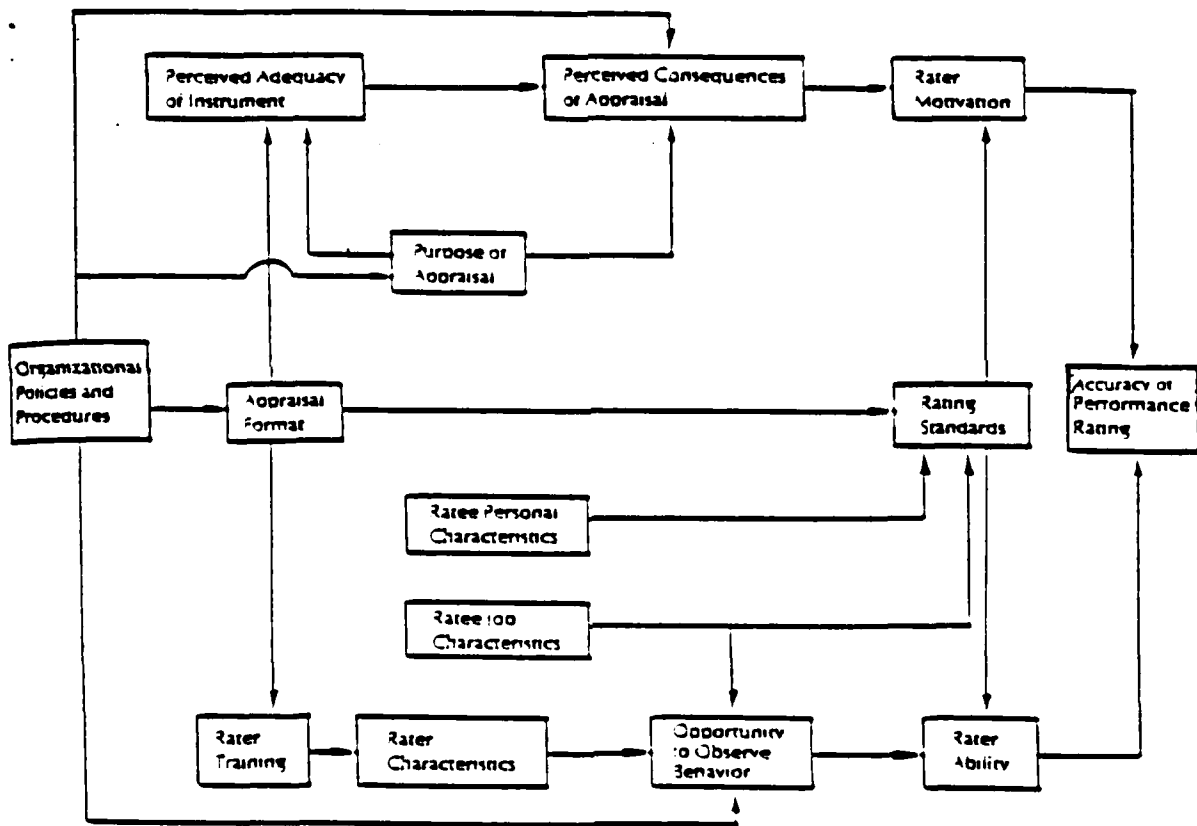 Perceived Adequacy
of Instrument
Perceived Consequences
of Appraisal
Rater
Motivation
Purpose of
Appraisal
Organizational
Policies and
Procedures
Appraisal
Format
Rating
Standards
Accuracy of
Performance
Rating
Ratee Personal
Characteristics
Ratee Job
Characteristics
Rater
Training
Rater
Characteristics
Opportunity
to Observe
Behavior
Rater
Ability